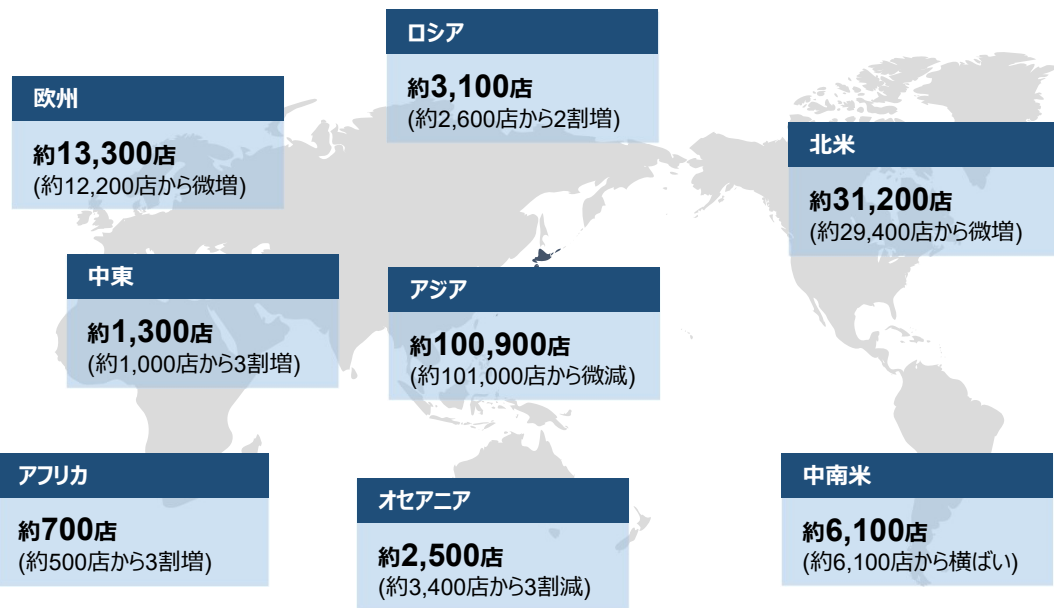 ロシア
約3,100店
(約2,600店から2割増)
欧州
約13,300店
(約12,200店から微増)
北米
約31,200店
(約29,400店から微増)
中東
約1,300店
(約1,000店から3割増)
アジア
約100,900店
(約101,000店から微減)
アフリカ
約700店
(約500店から3割増)
オセアニア
約2,500店
(約3,400店から3割減)
中南米
約6,100店
(約6,100店から横ばい)